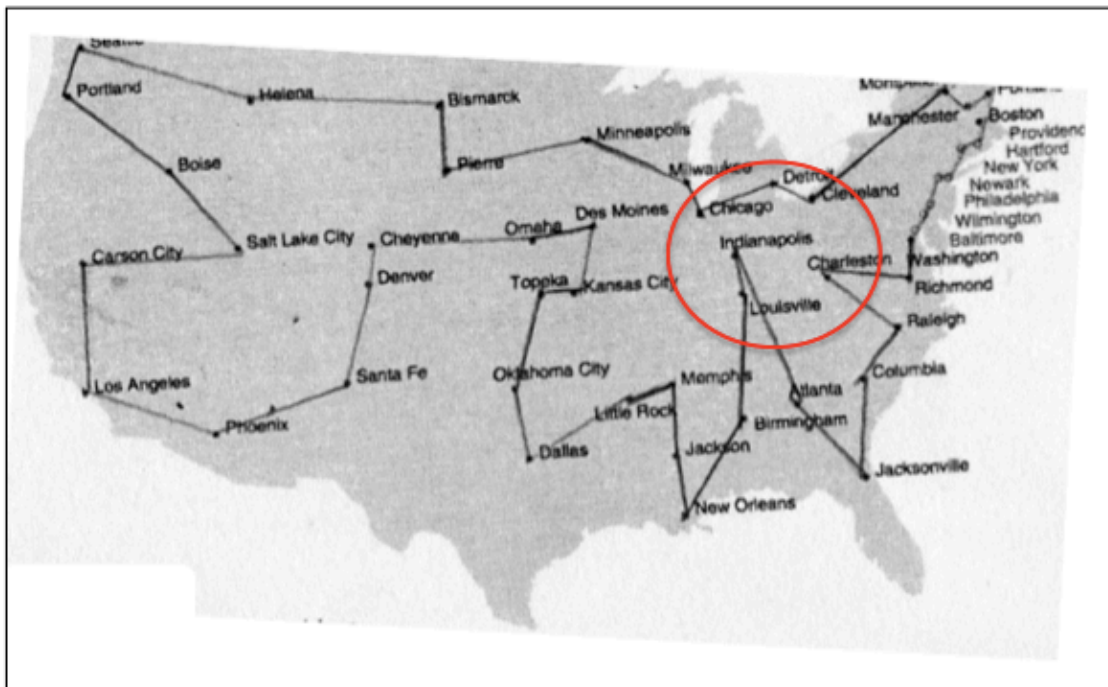 Seattle
Portland
Helena
Bismarck
Boise
Pierre
Minneapolis
Milwaukee
Detroit
Cleveland
Chicago
Manchester
Boston
Hartford
New York
Newark
Philadelphia
Wilmington
Baltimore
Washington
Richmond
Carson City
Salt Lake City
Cheyenne
Omaha
Des Moines
Indianapolis
Charleston
Denver
Topeka
Kansas City
Louisville
Raleigh
Los Angeles
Santa Fe
Oklahoma City
Memphis
Little Rock
Atlanta
Columbia
Phoenix
Birmingham
Dallas
Jackson
Jacksonville
New Orleans